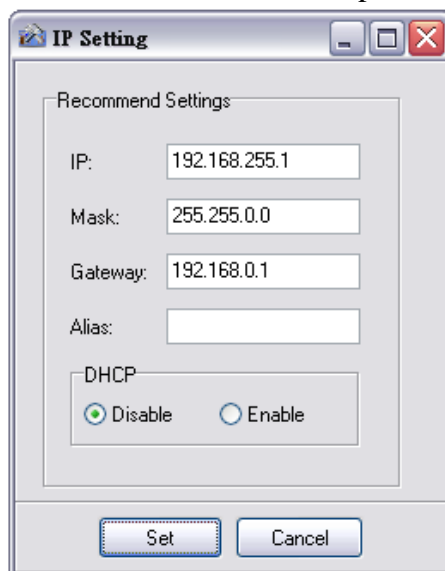 IP Setting
Recommend Settings
IP: 192.168.255.1
Mask: 255.255.0.0
Gateway: 192.168.0.1
Alias:
DHCP
Disable Enable
Set Cancel